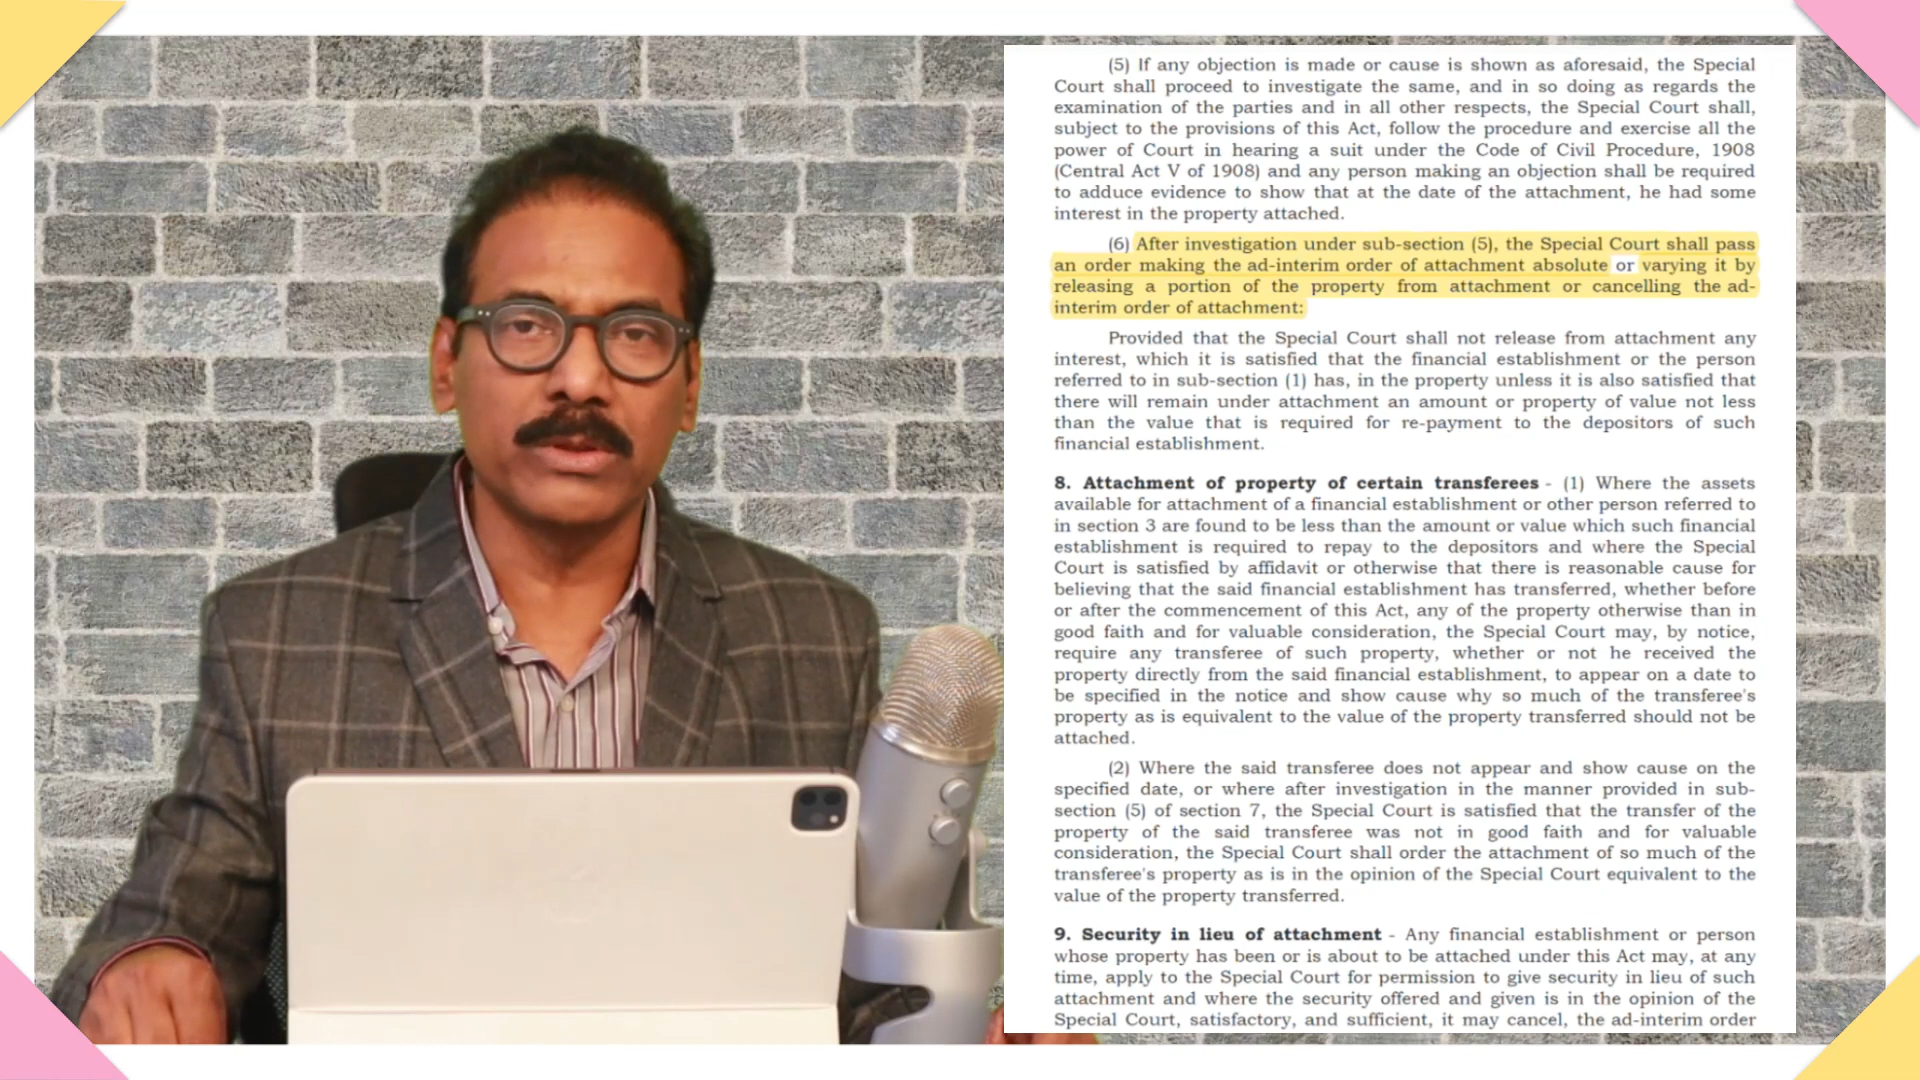 (5) If any objection is made or cause is shown as aforesaid, the Special
Court shall proceed to investigate the same, and in so doing as regards the
examination of the parties and in all other respects, the Special Court shall,
subject to the provisions of this Act, follow the procedure and exercise all the
power of Court in hearing a suit under the Code of Civil Procedure, 1908
(Central Act V of 1908) and any person making an objection shall be required
to adduce evidence to show that at the date of the attachment, he had some
interest in the property attached.
(6) After investigation under sub-section (5), the Special Court shall pass
an order making the ad-interim order of attachment absolute or varying it by
releasing a portion of the property from attachment or cancelling the ad-
interim order of attachment:
Provided that the Special Court shall not release from attachment any
interest, which it is satisfied that the financial establishment or the person
referred to in sub-section (1) has, in the property unless it is also satisfied that
there will remain under attachment an amount or property of value not less
than the value that is required for re-payment to the depositors of such
financial establishment.
8. Attachment of property of certain transferees - (1) Where the assets
available for attachment of a financial establishment or other person referred to
in section 3 are found to be less than the amount or value which such financial
establishment is required to repay to the depositors and where the Special
Court is satisfied by affidavit or otherwise that there is reasonable cause for
believing that the said financial establishment has transferred, whether before
or after the commencement of this Act, any of the property otherwise than in
good faith and for valuable consideration, the Special Court may, by notice,
require any transferee of such property, whether or not he received the
property directly from the said financial establishment, to appear on a date to
be specified in the notice and show cause why so much of the transferee's
property as is equivalent to the value of the property transferred should not be
attached.
(2) Where the said transferee does not appear and show cause on the
specified date, or where after investigation in the manner provided in sub-
section (5) of section 7, the Special Court is satisfied that the transfer of the
property of the said transferee was not in good faith and for valuable
consideration, the Special Court shall order the attachment of so much of the
transferee's property as is in the opinion of the Special Court equivalent to the
value of the property transferred.
9. Security in lieu of attachment - Any financial establishment or person
whose property has been or is about to be attached under this Act may, at any
time, apply to the Special Court for permission to give security in lieu of such
attachment and where the security offered and given is in the opinion of the
Special Court, satisfactory, and sufficient, it may cancel, the ad-interim order